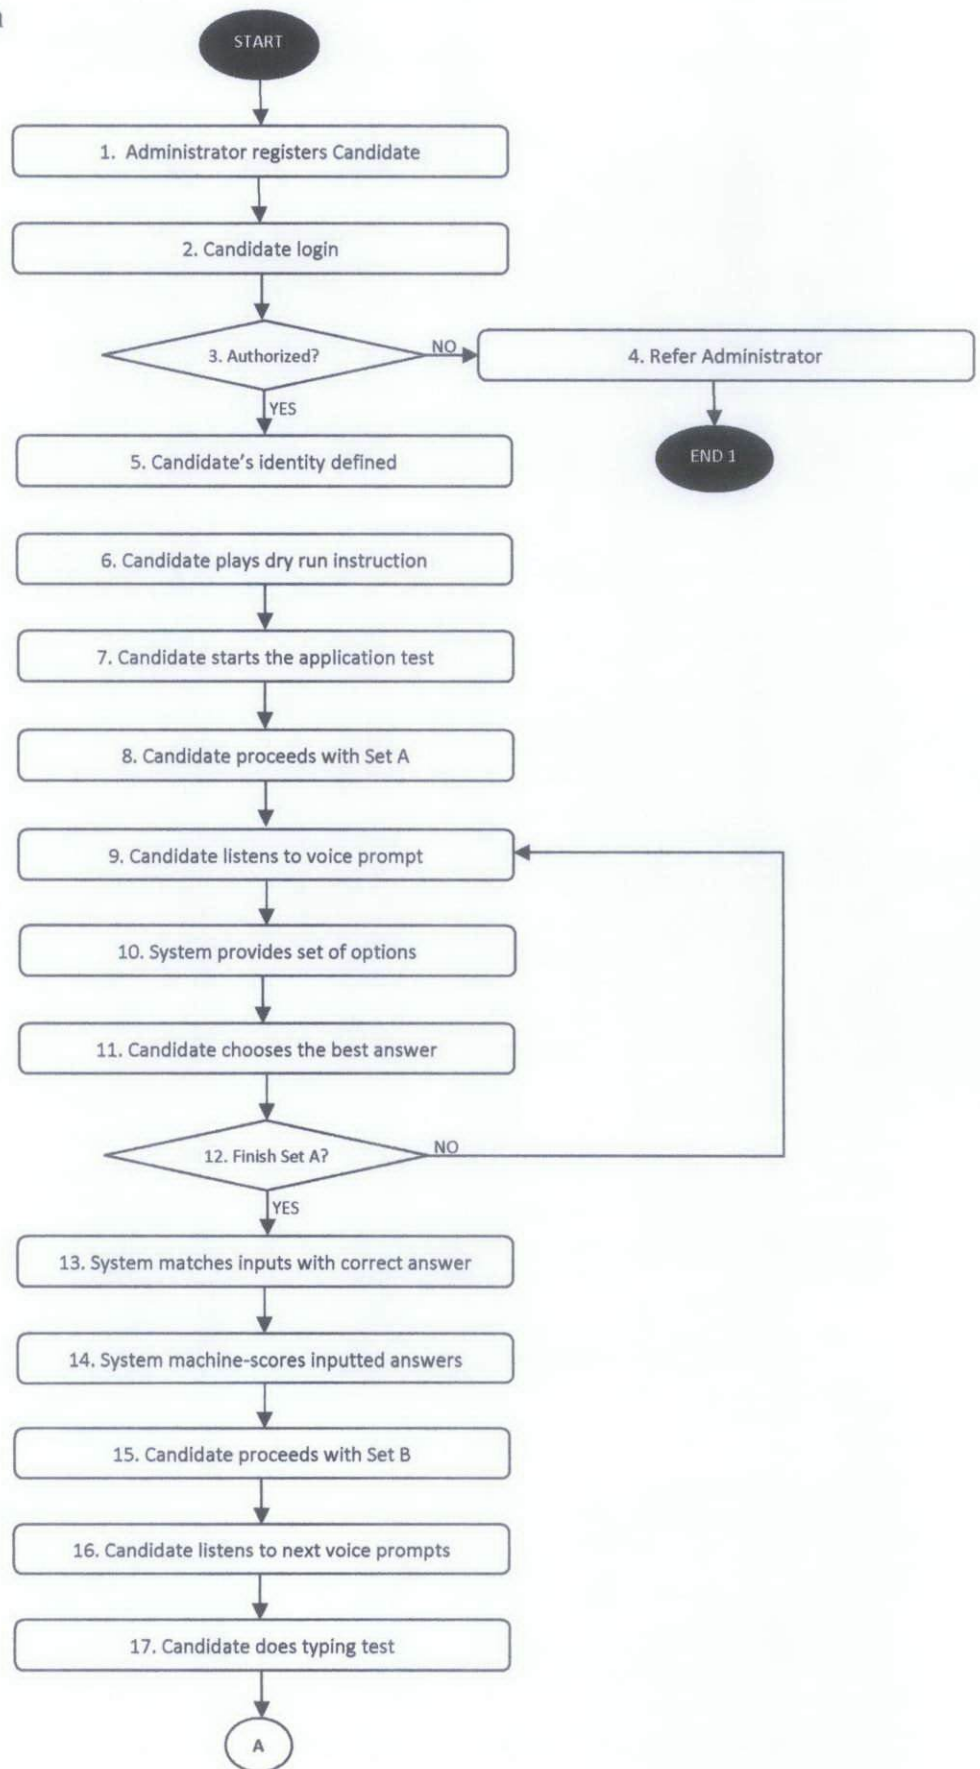 START
1. Administrator registers Candidate
2. Candidate login
3. Authorized?
NO
4. Refer Administrator
YES
END 1
5. Candidate's identity defined
6. Candidate plays dry run instruction
7. Candidate starts the application test
8. Candidate proceeds with Set A
9. Candidate listens to voice prompt
10. System provides set of options
11. Candidate chooses the best answer
12. Finish Set A?
NO
YES
13. System matches inputs with correct answer
14. System machine-scores inputted answers
15. Candidate proceeds with Set B
16. Candidate listens to next voice prompts
17. Candidate does typing test
A